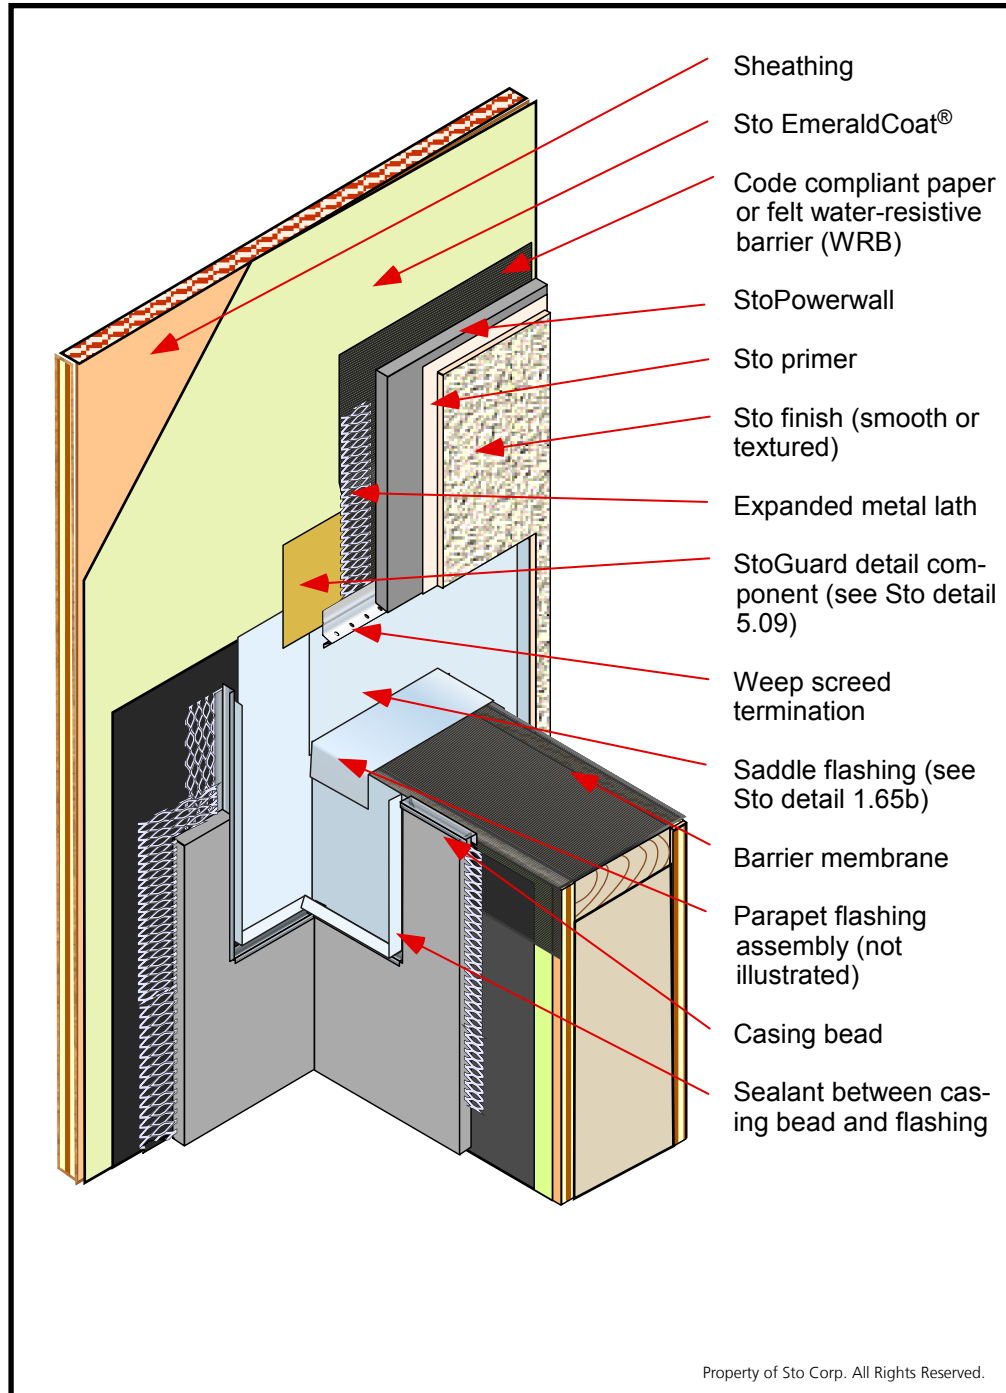 Sheathing
Sto EmeraldCoat®
Code compliant paper
or felt water-resistive
barrier (WRB)
StoPowerwall
Sto primer
Sto finish (smooth or
textured)
Expanded metal lath
StoGuard detail com-
ponent (see Sto detail
5.09)
Weep screed
termination
Saddle flashing (see
Sto detail 1.65b)
Barrier membrane
Parapet flashing
assembly (not
illustrated)
Casing bead
Sealant between cas-
ing bead and flashing
Property of Sto Corp. All Rights Reserved.